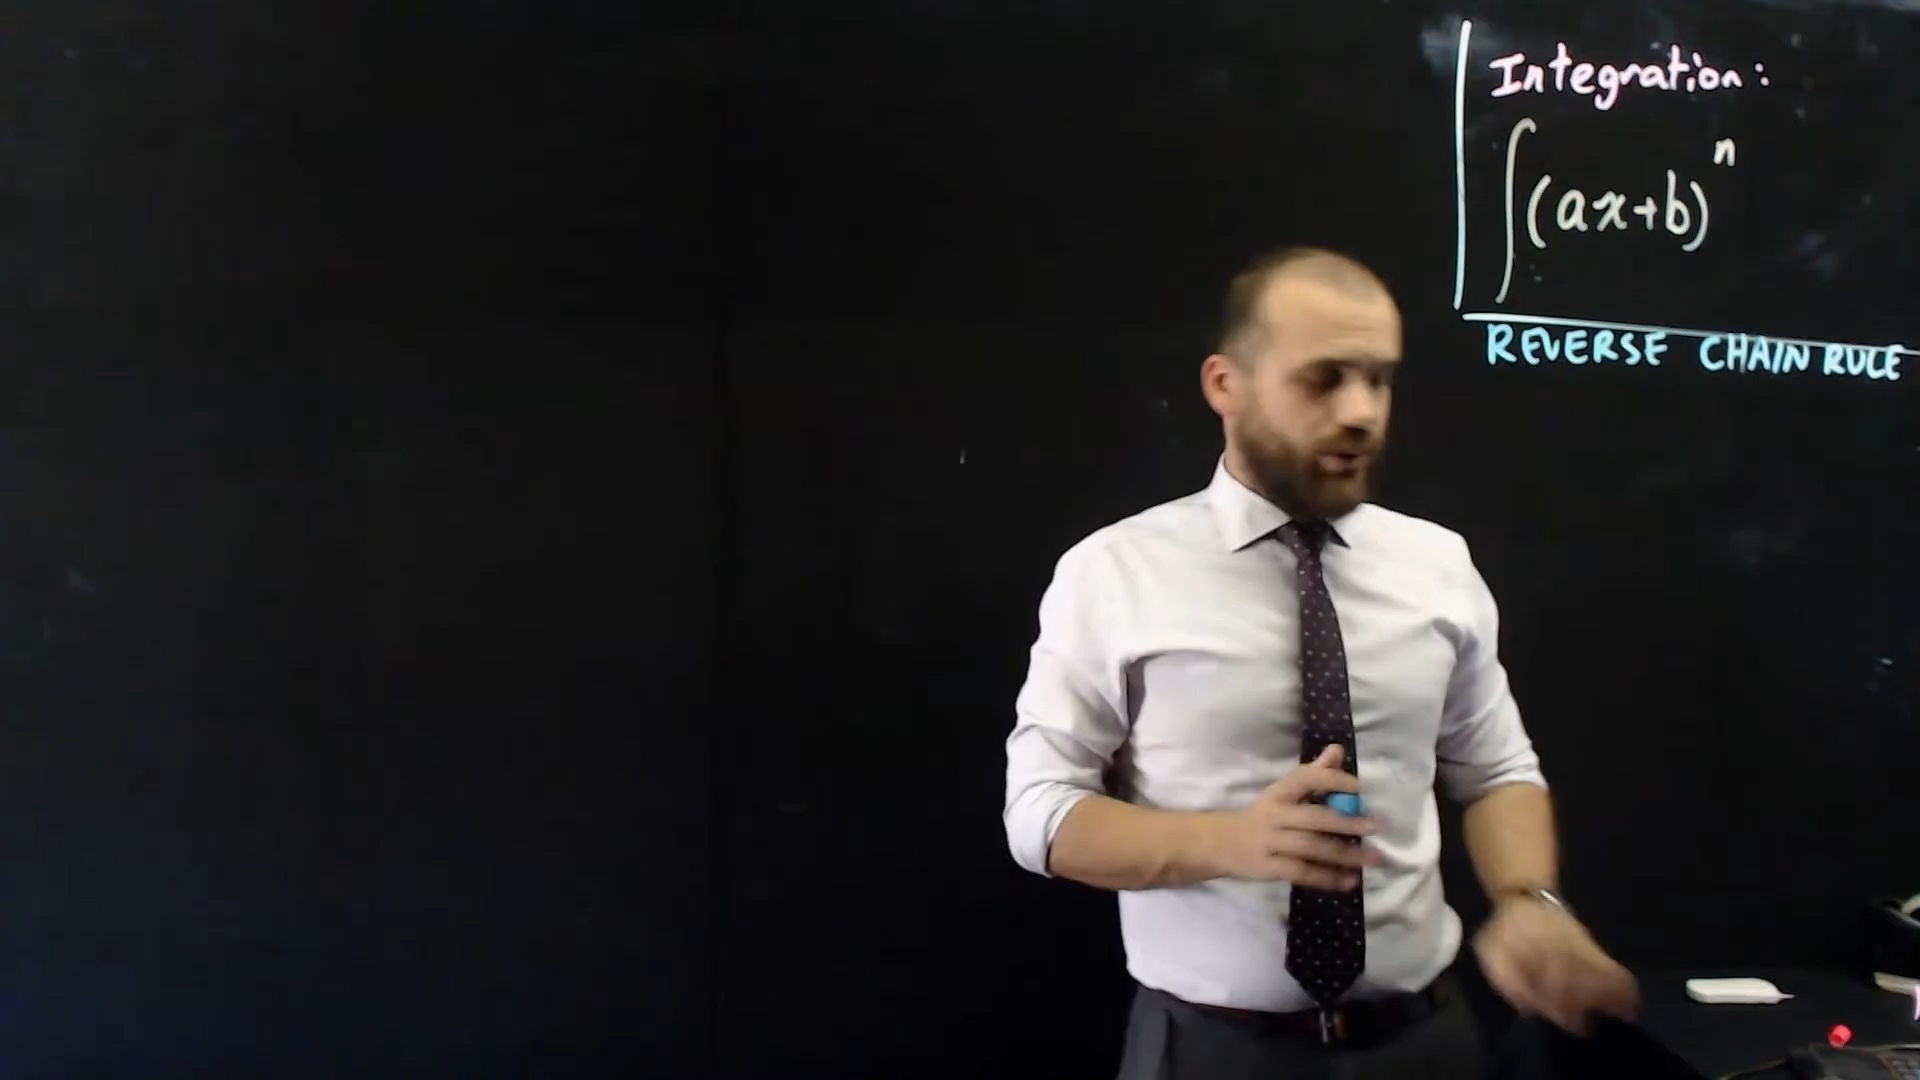 Integration:
∫(ax+b)ⁿ
REVERSE CHAIN RULE